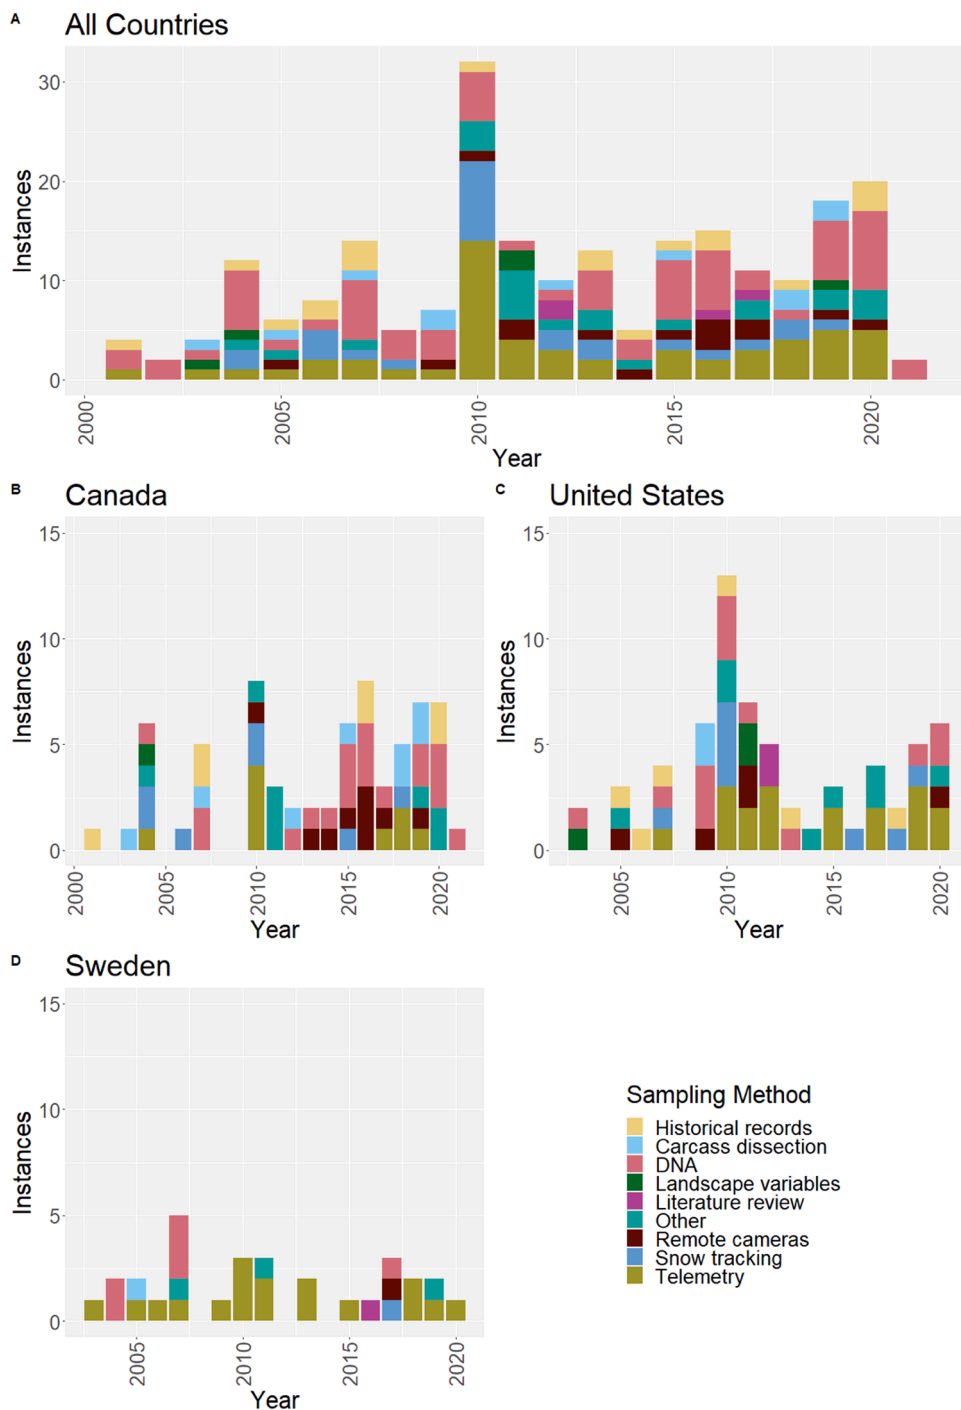 A
All Countries
Instances
30
20
10
0
2000
2005
2010
2015
2020
Year
B
Canada
Instances
15
10
5
0
2000
2005
2010
2015
2020
Year
C
United States
Instances
15
10
5
0
2005
2010
2015
2020
Year
D
Sweden
Instances
15
10
5
0
2005
2010
2015
2020
Year
Sampling Method
Historical records
Carcass dissection
DNA
Landscape variables
Literature review
Other
Remote cameras
Snow tracking
Telemetry